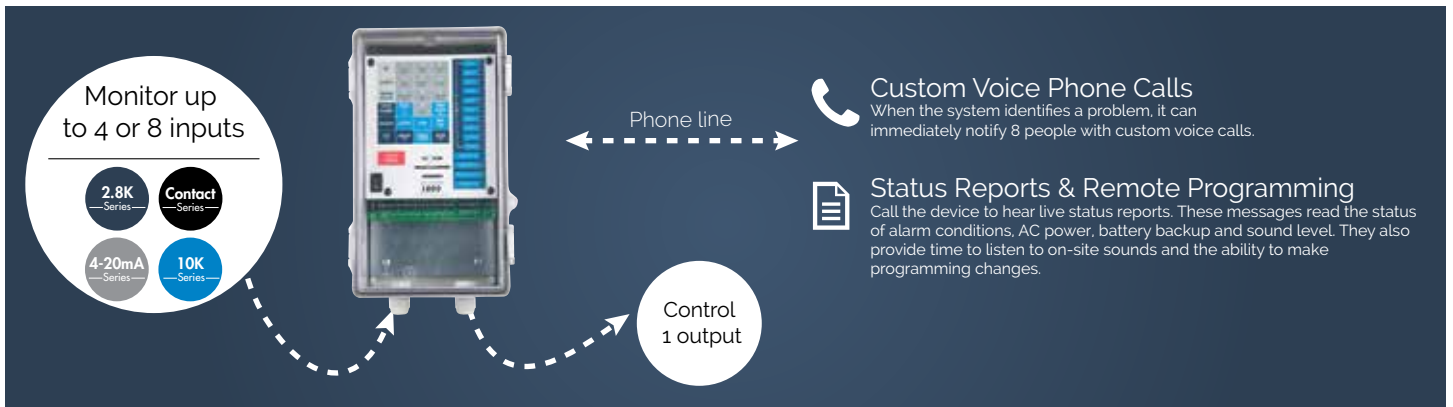 Monitor up
to 4 or 8 inputs
2.8K
Series
Contact
Series
4-20mA
Series
10K
Series
Phone line
Control
1 output
Custom Voice Phone Calls
When the system identifies a problem, it can
immediately notify 8 people with custom voice calls.
Status Reports & Remote Programming
Call the device to hear live status reports. These messages read the status
of alarm conditions, AC power, battery backup and sound level. They also
provide time to listen to on-site sounds and the ability to make
programming changes.